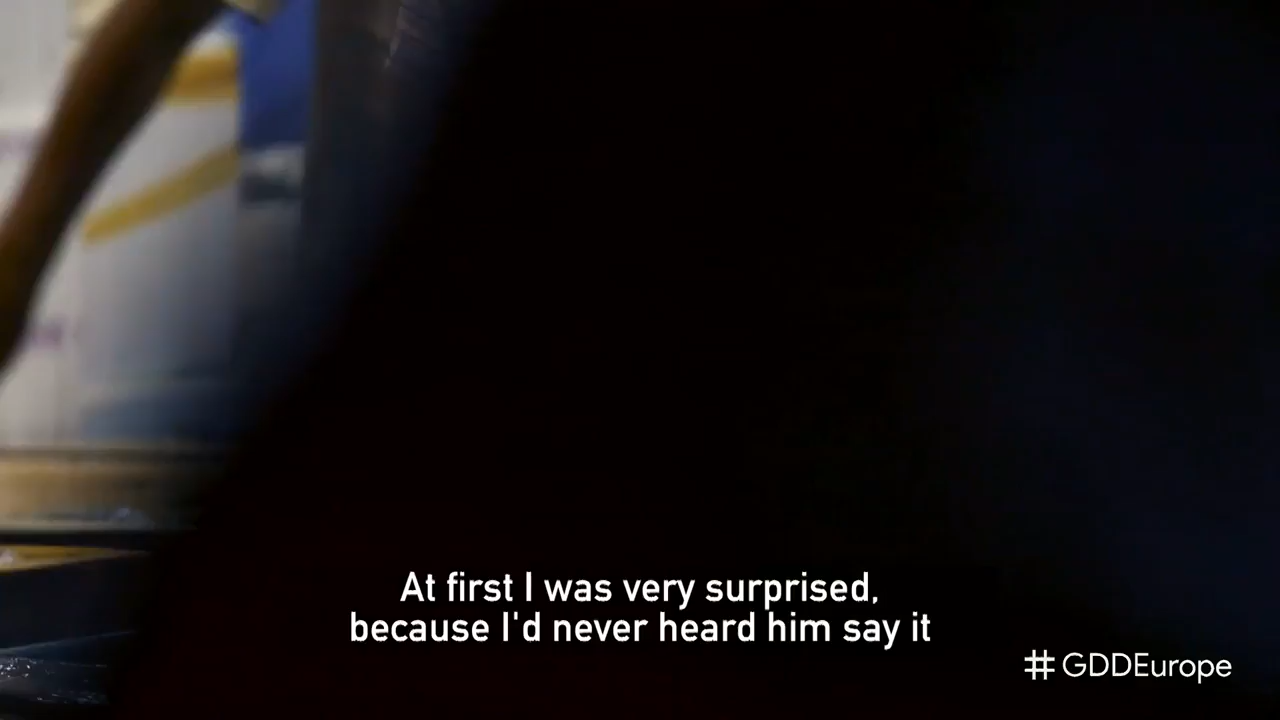 At first I was very surprised,
because I'd never heard him say it
#GDDEurope